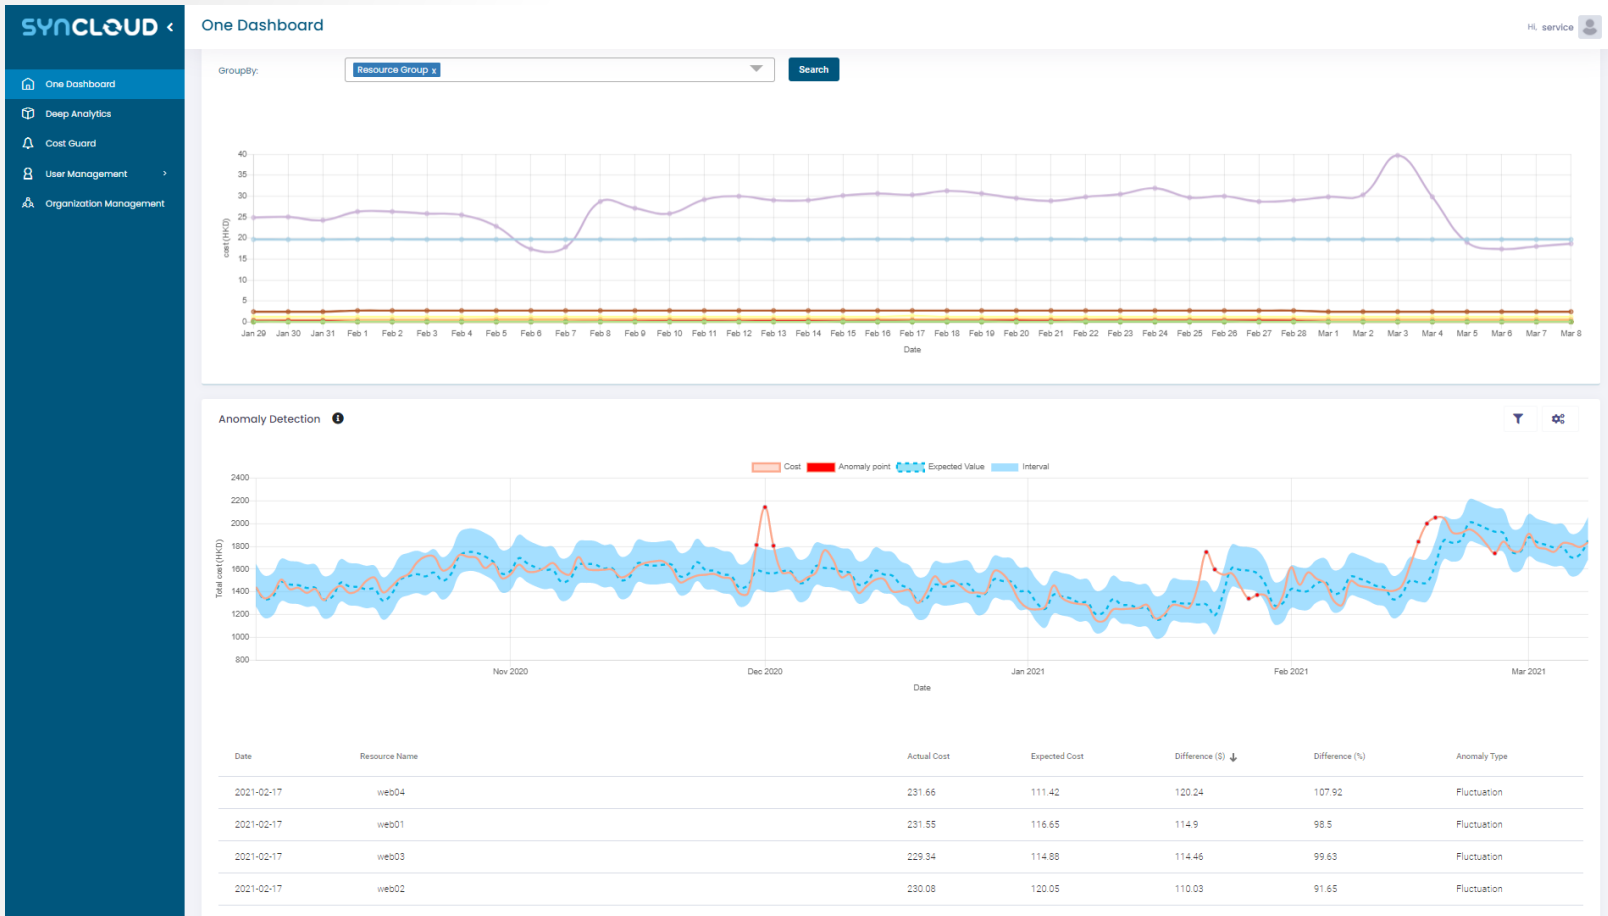 SYNCLOUD
One Dashboard
Hi, service
One Dashboard
Deep Analytics
Cost Guard
User Management
Organization Management
GroupBy:
Resource Group x
Search
40
35
30
25
20
15
10
5
0
cost(HKD)
Jan 29 Jan 30 Jan 31 Feb 1 Feb 2 Feb 3 Feb 4 Feb 5 Feb 6 Feb 7 Feb 8 Feb 9 Feb 10 Feb 11 Feb 12 Feb 13 Feb 14 Feb 15 Feb 16 Feb 17 Feb 18 Feb 19 Feb 20 Feb 21 Feb 22 Feb 23 Feb 24 Feb 25 Feb 26 Feb 27 Feb 28 Mar 1 Mar 2 Mar 3 Mar 4 Mar 5 Mar 6 Mar 7 Mar 8
Date
Anomaly Detection
Cost Anomaly point Expected Value Interval
2400
2200
2000
1800
1600
1400
1200
1000
800
Total cost(HKD)
Nov 2020 Dec 2020 Jan 2021 Feb 2021 Mar 2021
Date
Date Resource Name Actual Cost Expected Cost Difference ($) Difference (%) Anomaly Type
2021-02-17 web04 231.66 111.42 120.24 107.92 Fluctuation
2021-02-17 web01 231.55 116.65 114.9 98.5 Fluctuation
2021-02-17 web03 229.34 114.88 114.46 99.63 Fluctuation
2021-02-17 web02 230.08 120.05 110.03 91.65 Fluctuation